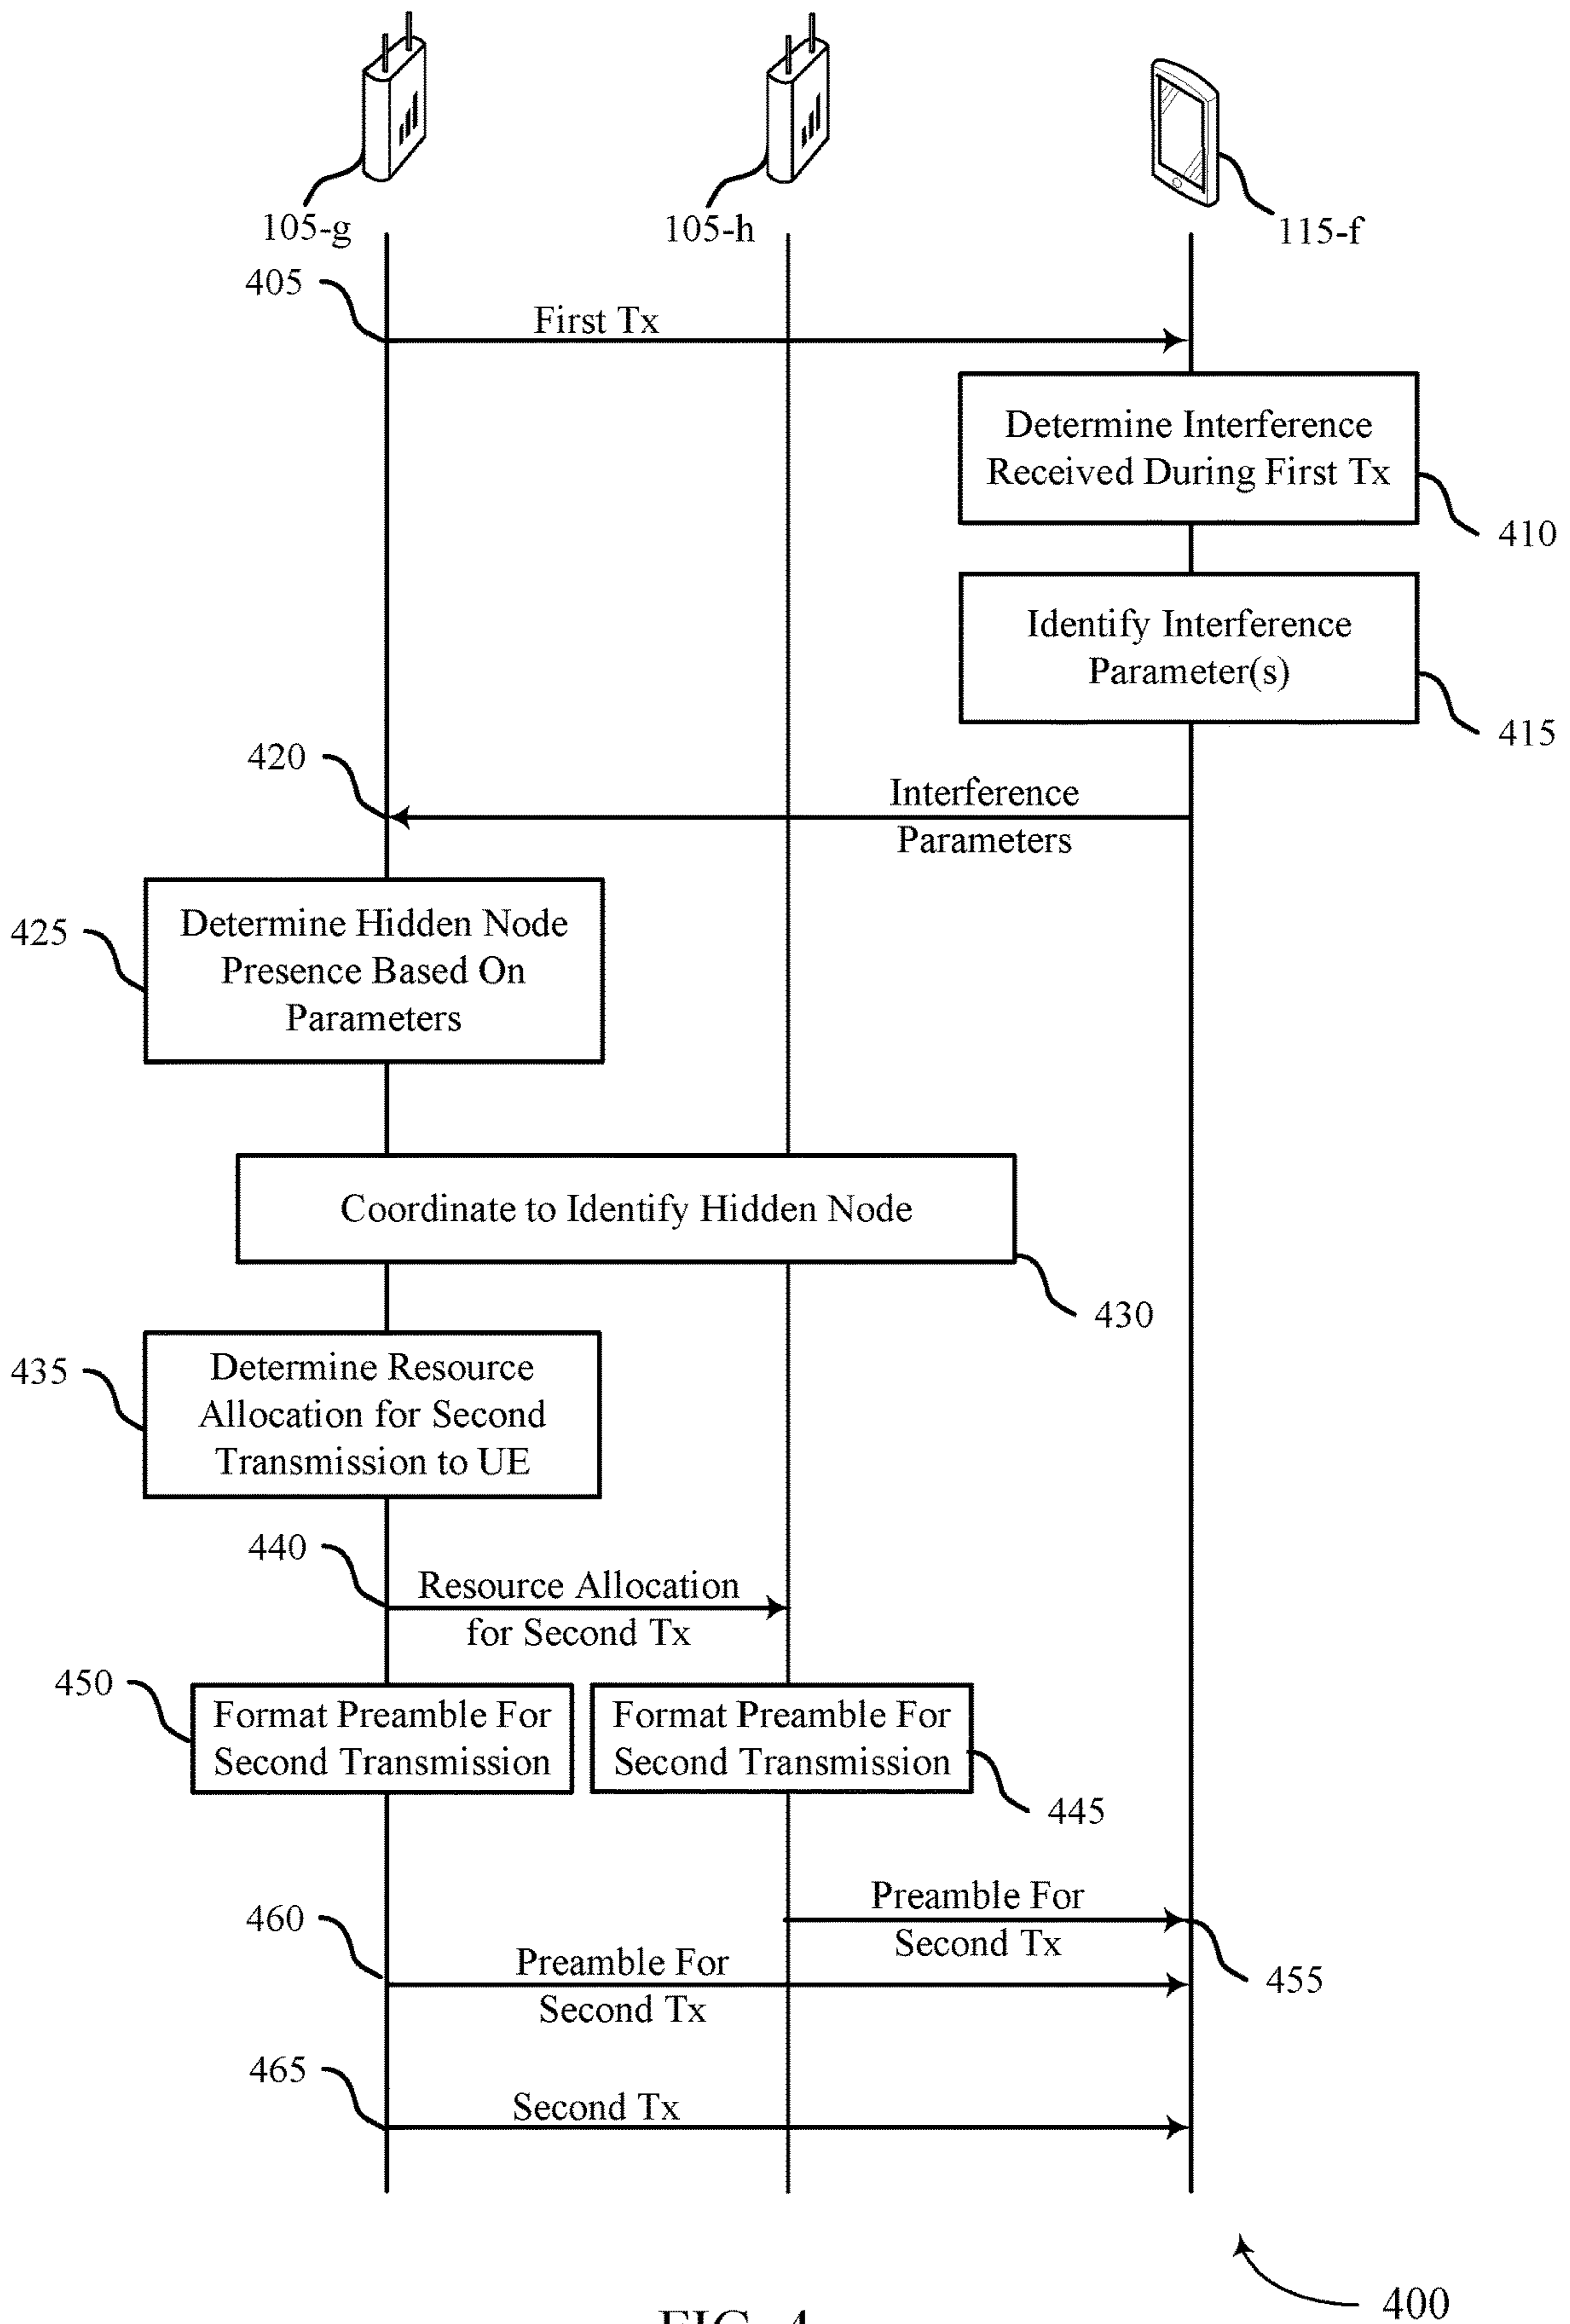 105-g
105-h
115-f
405
First Tx
Determine Interference
Received During First Tx
410
Identify Interference
Parameter(s)
415
420
Interference
Parameters
425
Determine Hidden Node
Presence Based On
Parameters
Coordinate to Identify Hidden Node
430
435
Determine Resource
Allocation for Second
Transmission to UE
440
Resource Allocation
for Second Tx
450
Format Preamble For
Second Transmission
Format Preamble For
Second Transmission
445
Preamble For
Second Tx
455
460
Preamble For
Second Tx
465
Second Tx
400
FIG. 4